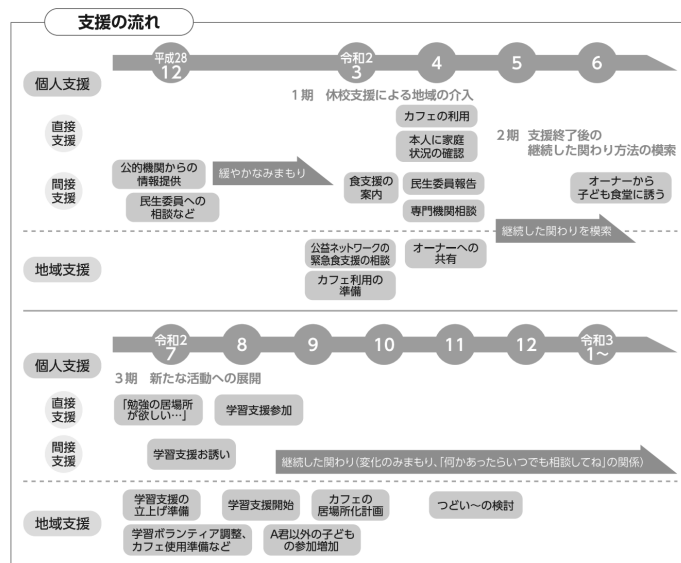 支援の流れ
平成28
12
令和2
3
4
5
6
個人支援
1期 休校支援による地域の介入
直接
支援
カフェの利用
本人に家庭
状況の確認
2期 支援終了後の
継続した関わり方法の模索
間接
支援
公的機関からの
情報提供
緩やかなみまもり
民生委員への
相談など
食支援の
案内
民生委員報告
専門機関相談
オーナーから
子ども食堂に誘う
継続した関わりを模索
地域支援
公益ネットワークの
緊急食支援の相談
オーナーへの
共有
カフェ利用の
準備
令和2
7
8
9
10
11
12
令和3
1〜
個人支援
3期 新たな活動への展開
直接
支援
「勉強の居場所
が欲しい…」
学習支援参加
間接
支援
学習支援お誘い
継続した関わり(変化のみまもり、「何かあったらいつでも相談してね」の関係)
地域支援
学習支援の
立上げ準備
学習支援開始
カフェの
居場所化計画
つどい〜の検討
学習ボランティア調整、
カフェ使用準備など
A君以外の子ども
の参加増加